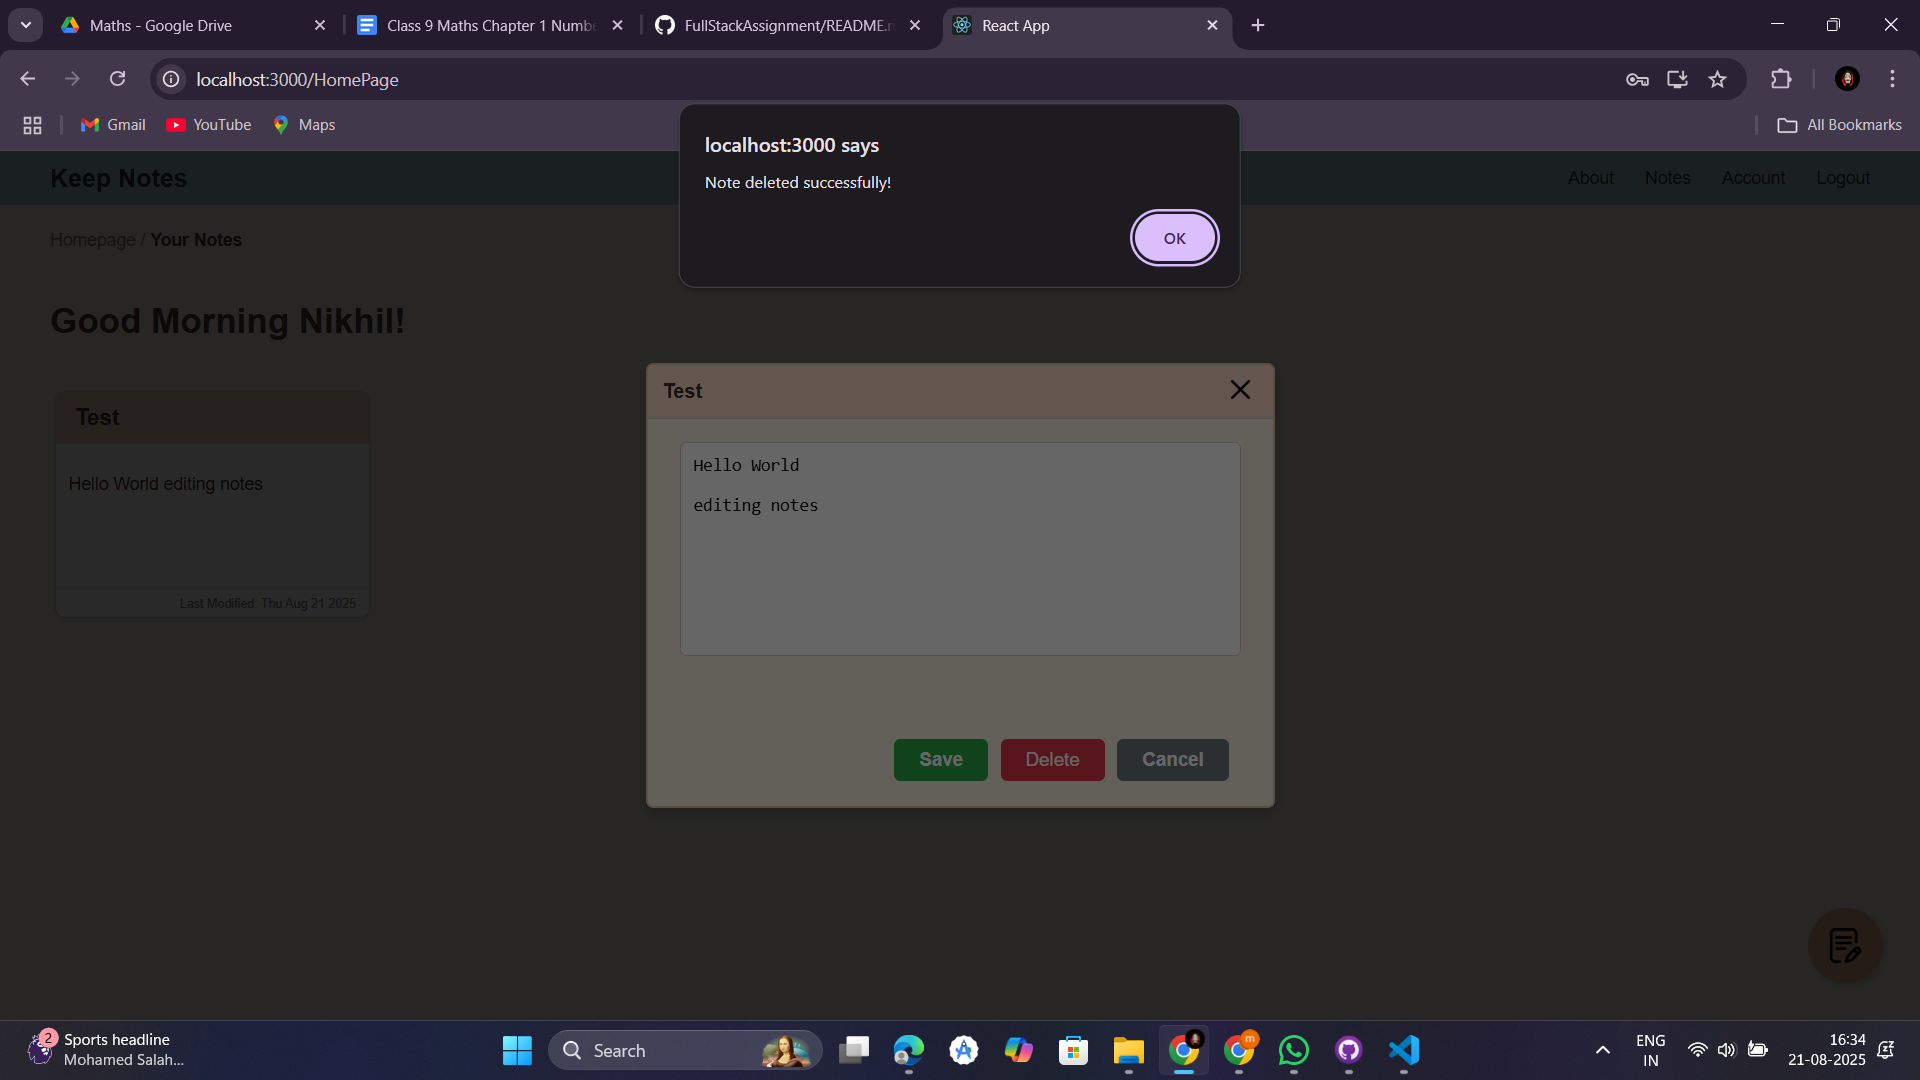 Maths - Google Drive
Class 9 Maths Chapter 1 Numbe
FullStackAssignment/README.
React App
localhost:3000/HomePage
Gmail
YouTube
Maps
All Bookmarks
localhost:3000 says
Note deleted successfully!
OK
Keep Notes
About
Notes
Account
Logout
Homepage / Your Notes
Good Morning Nikhil!
Test
Hello World editing notes
Last Modified: Thu Aug 21 2025
Test
Hello World
editing notes
Save
Delete
Cancel
2
Sports headline
Mohamed Salah...
Search
m
ENG
IN
16:34
21-08-2025